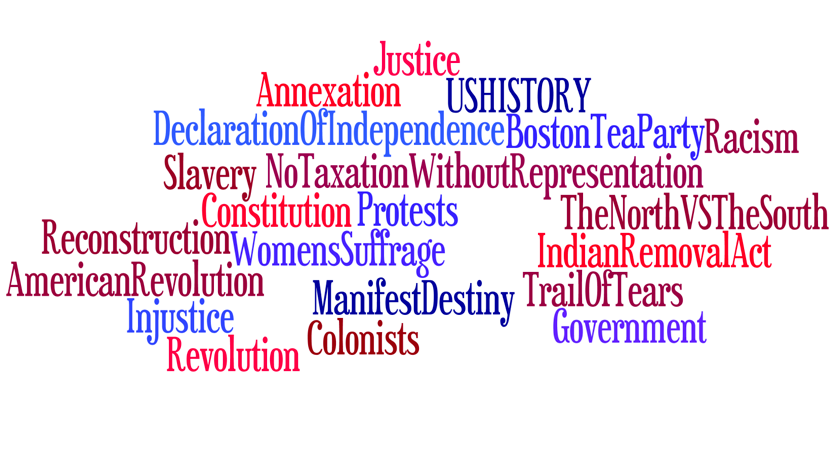 Justice
Annexation USHISTORY
DeclarationOfIndependence BostonTeaParty Racism
Slavery NoTaxationWithoutRepresentation
Constitution Protests TheNorthVSTheSouth
Reconstruction WomensSuffrage IndianRemovalAct
AmericanRevolution ManifestDestiny TrailOfTears
Injustice Colonists Government
Revolution